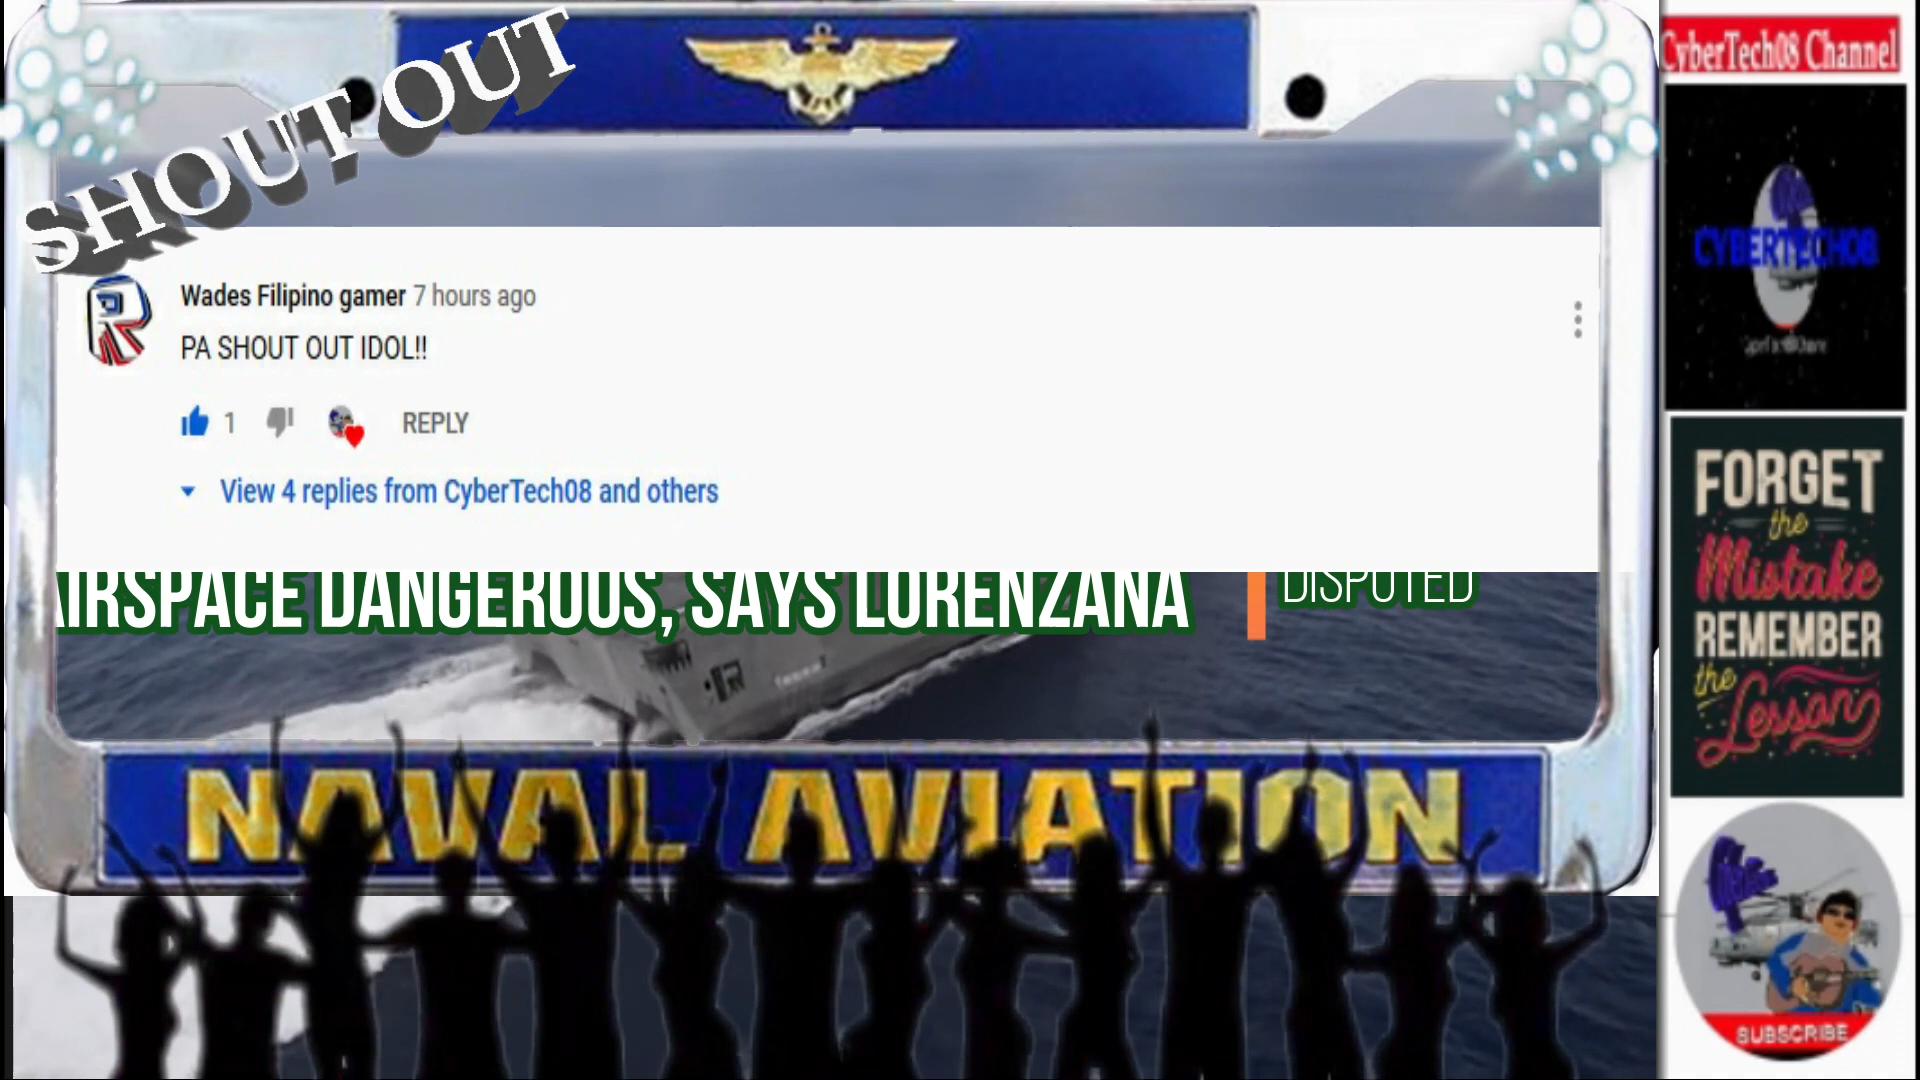 SHOUT OUT
Wades Filipino gamer 7 hours ago
PA SHOUT OUT IDOL!!
1
REPLY
View 4 replies from CyberTech08 and others
AIRSPACE DANGEROUS, SAYS LORENZANA
DISPUTED
NAVAL AVIATION
CyberTech08 Channel
CYBERTECH08
FORGET
the
Mistake
REMEMBER
the
Lesson
SUBSCRIBE